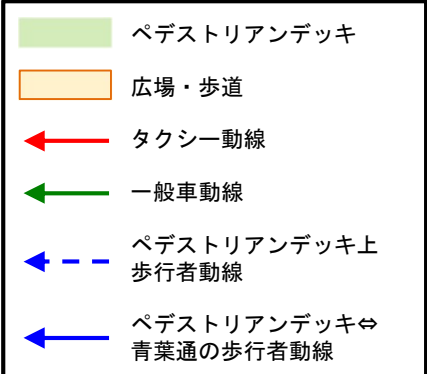 ペデストリアンデッキ
広場・歩道
タクシー動線
一般車動線
ペデストリアンデッキ上
歩行者動線
ペデストリアンデッキ⇔
青葉通の歩行者動線